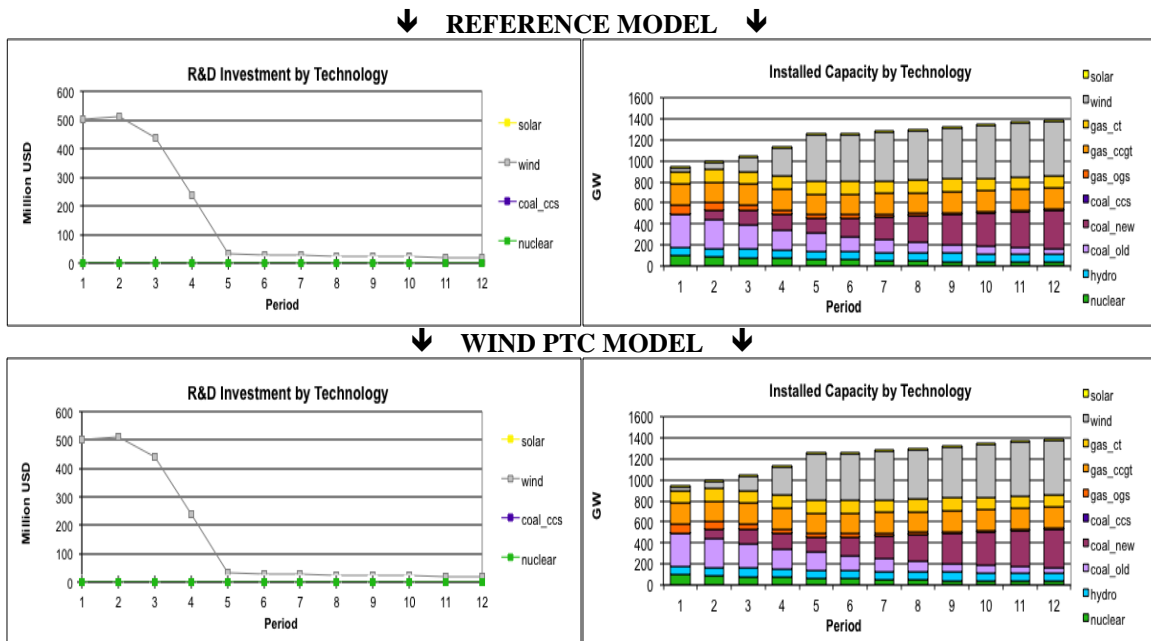 REFERENCE MODEL
R&D Investment by Technology
600
500
400
300
200
100
0
Million USD
1 2 3 4 5 6 7 8 9 10 11 12
Period
solar
wind
coal_ccs
nuclear
Installed Capacity by Technology
1600
1400
1200
1000
800
600
400
200
0
GW
1 2 3 4 5 6 7 8 9 10 11 12
Period
solar
wind
gas_ct
gas_ccgt
gas_ogs
coal_ccs
coal_new
coal_old
hydro
nuclear
WIND PTC MODEL
R&D Investment by Technology
600
500
400
300
200
100
0
Million USD
1 2 3 4 5 6 7 8 9 10 11 12
Period
solar
wind
coal_ccs
nuclear
Installed Capacity by Technology
1600
1400
1200
1000
800
600
400
200
0
GW
1 2 3 4 5 6 7 8 9 10 11 12
Period
solar
wind
gas_ct
gas_ccgt
gas_ogs
coal_ccs
coal_new
coal_old
hydro
nuclear